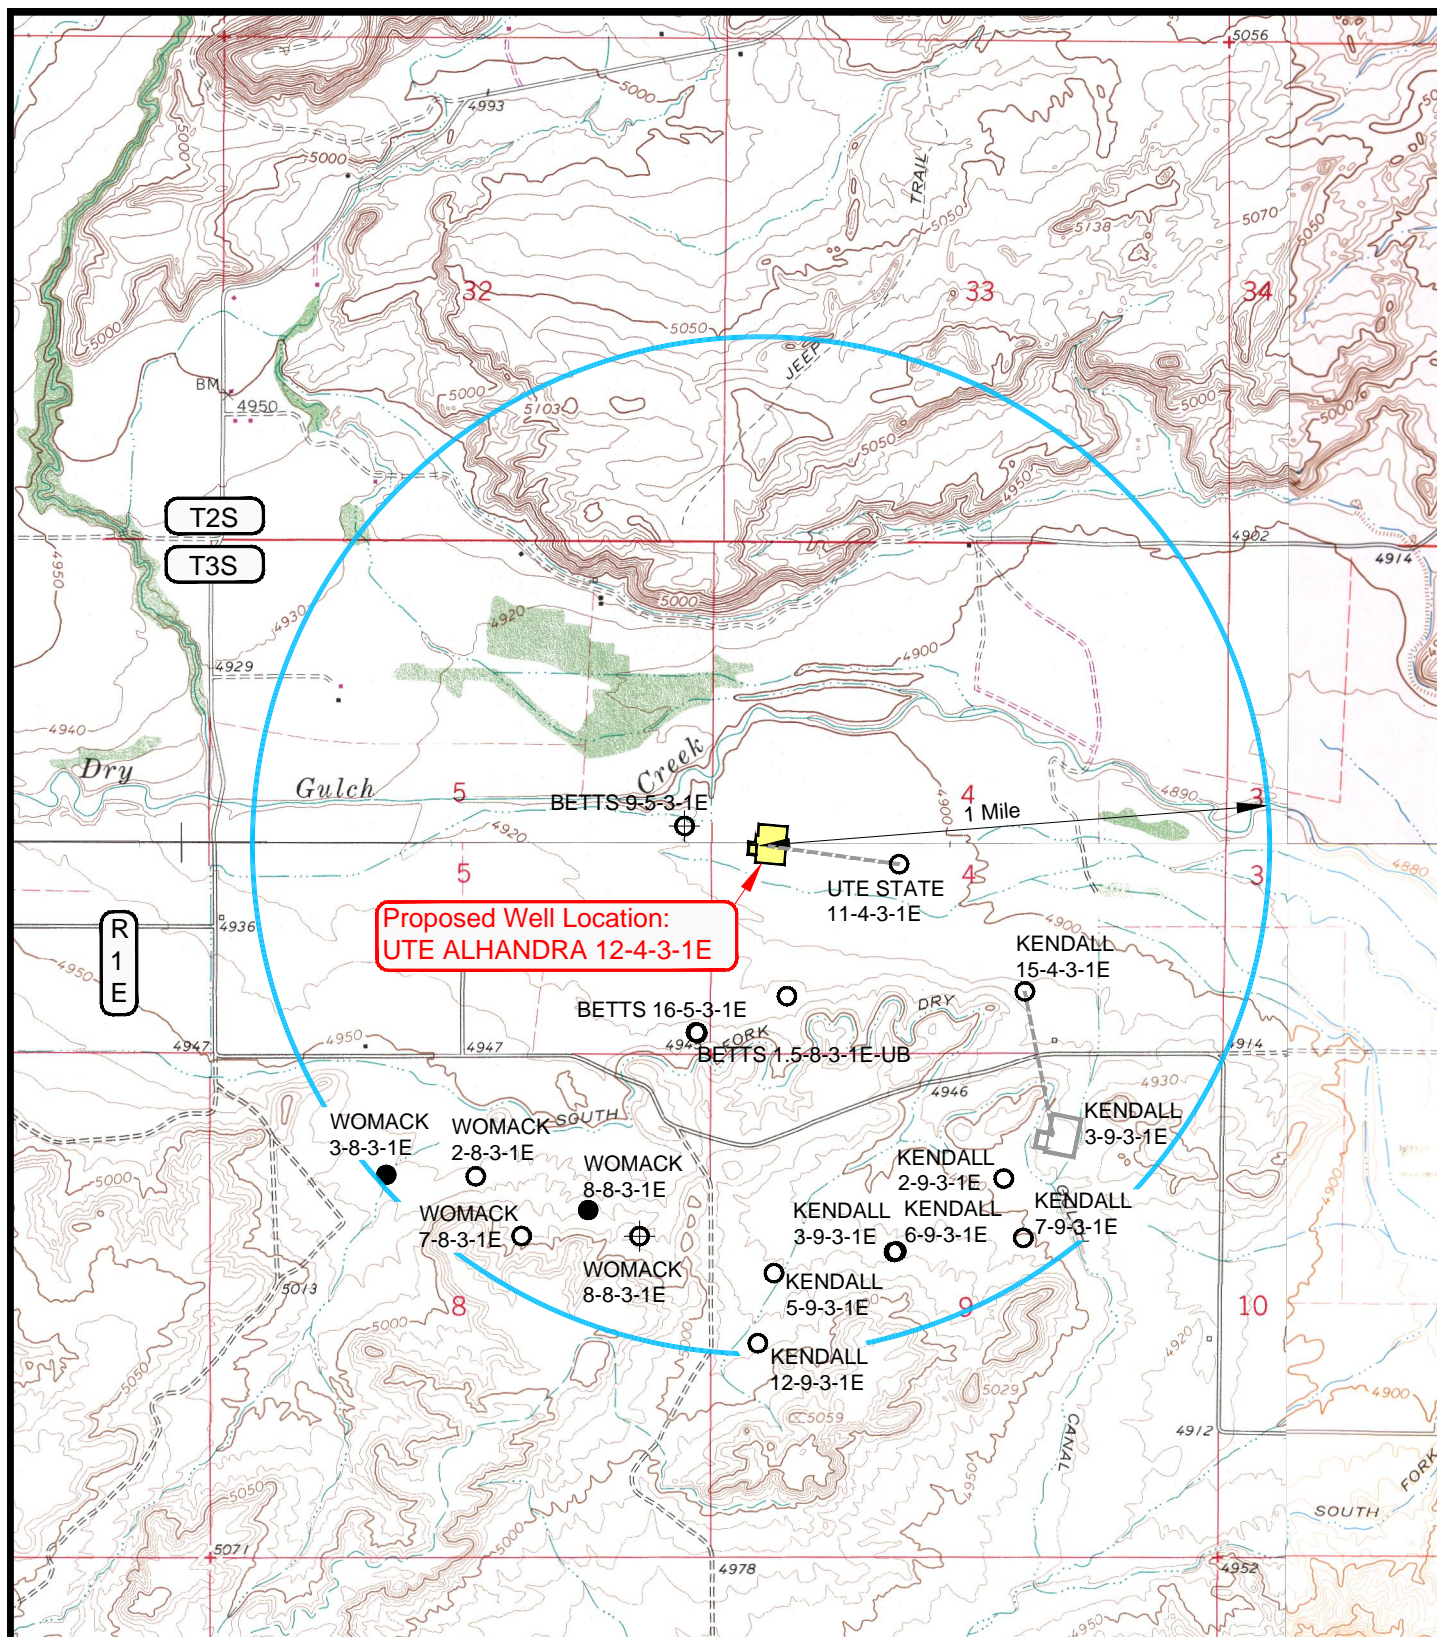 5056
5000
4993
5000
5000
TRAIL
5050
5138
5070
5050
32
33
34
5000
5050
JEEP
BM
4950
5000
5103
5000
5000
5050
4950
T2S
T3S
4902
4914
4950
4930
4920
5000
4929
4900
4940
Dry
Gulch
Creek
5
4
3
4890
1 Mile
BETTS 9-5-3-1E
4920
4900
5
4
3
4880
UTE STATE
11-4-3-1E
Proposed Well Location:
UTE ALHANDRA 12-4-3-1E
4936
4900
R
1
E
4950
KENDALL
15-4-3-1E
BETTS 16-5-3-1E
DRY
FORK
4950
4947
4947
BETTS 1.5-8-3-1E-UB
4914
4946
4930
SOUTH
WOMACK
3-8-3-1E
WOMACK
2-8-3-1E
KENDALL
3-9-3-1E
5000
WOMACK
8-8-3-1E
KENDALL
2-9-3-1E
4900
WOMACK
7-8-3-1E
KENDALL
3-9-3-1E
KENDALL
6-9-3-1E
KENDALL
7-9-3-1E
WOMACK
8-8-3-1E
KENDALL
5-9-3-1E
5013
8
9
10
5000
5000
4920
KENDALL
12-9-3-1E
5050
5029
4900
5059
CANAL
4912
4950
5050
FORK
SOUTH
5000
5071
4978
4952
4950